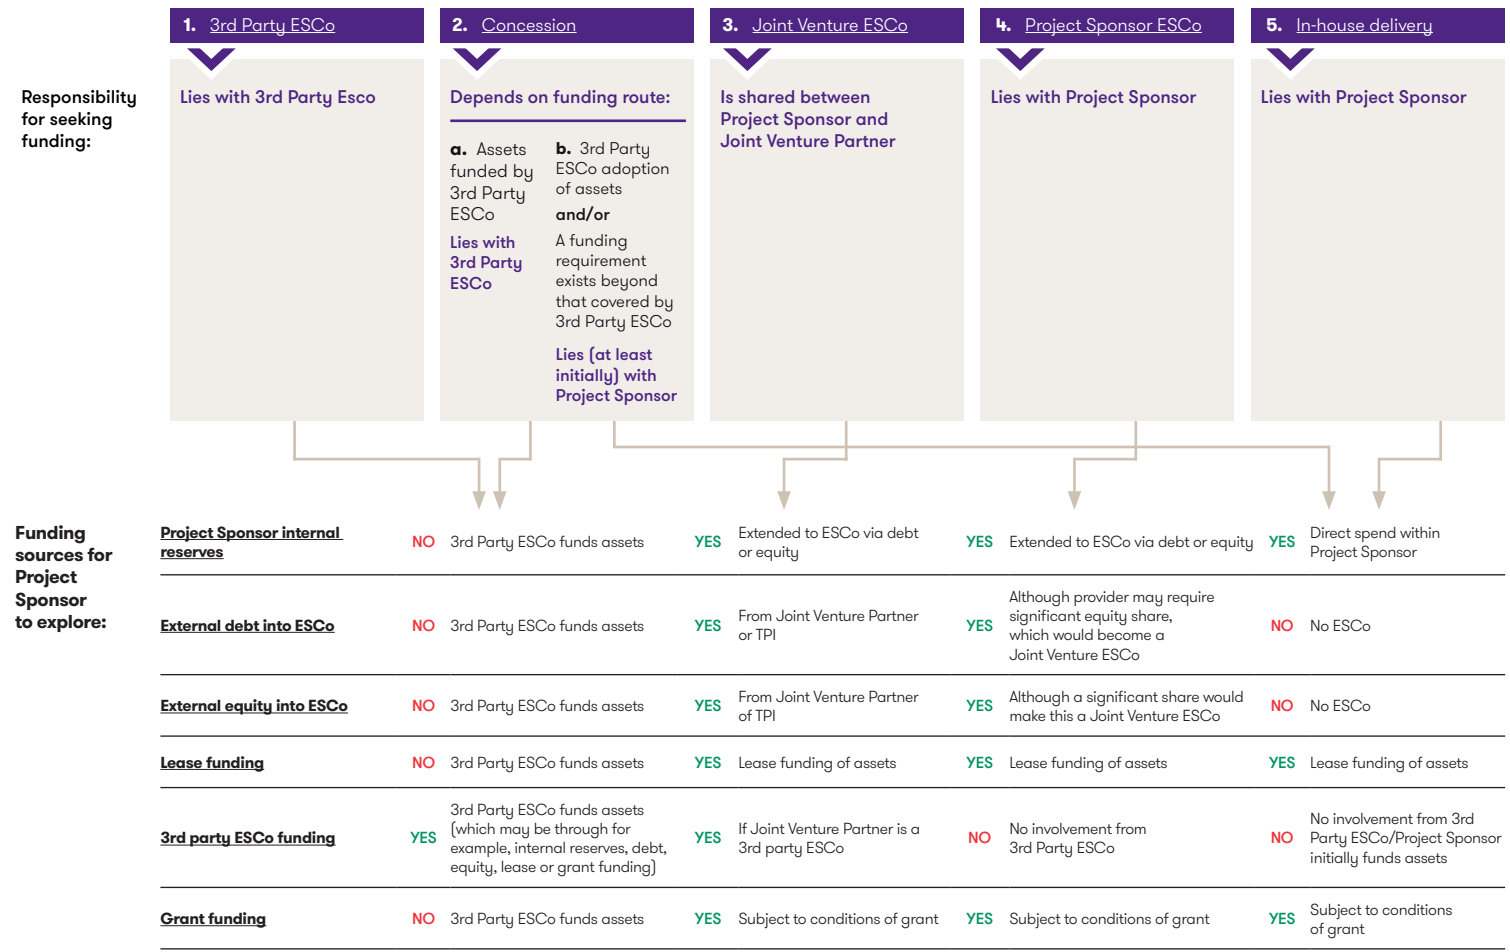 1. 3rd Party ESCo
2. Concession
3. Joint Venture ESCo
4. Project Sponsor ESCo
5. In-house delivery
Responsibility
for seeking
funding:
Lies with 3rd Party Esco
Depends on funding route:
a. Assets
funded by
3rd Party
ESCo
Lies with
3rd Party
ESCo
b. 3rd Party
ESCo adoption
of assets
and/or
A funding
requirement
exists beyond
that covered by
3rd Party ESCo
Lies (at least
initially) with
Project Sponsor
Is shared between
Project Sponsor and
Joint Venture Partner
Lies with Project Sponsor
Lies with Project Sponsor
Funding
sources for
Project
Sponsor
to explore:
Project Sponsor internal
reserves
NO
3rd Party ESCo funds assets
YES
Extended to ESCo via debt
or equity
YES
Extended to ESCo via debt or equity
YES
Direct spend within
Project Sponsor
External debt into ESCo
NO
3rd Party ESCo funds assets
YES
From Joint Venture Partner
or TPI
YES
Although provider may require
significant equity share,
which would become a
Joint Venture ESCo
NO
No ESCo
External equity into ESCo
NO
3rd Party ESCo funds assets
YES
From Joint Venture Partner
of TPI
YES
Although a significant share would
make this a Joint Venture ESCo
NO
No ESCo
Lease funding
NO
3rd Party ESCo funds assets
YES
Lease funding of assets
YES
Lease funding of assets
YES
Lease funding of assets
3rd party ESCo funding
YES
3rd Party ESCo funds assets
(which may be through for
example, internal reserves, debt,
equity, lease or grant funding)
YES
If Joint Venture Partner is a
3rd party ESCo
NO
No involvement from
3rd Party ESCo
NO
No involvement from 3rd
Party ESCo/Project Sponsor
initially funds assets
Grant funding
NO
3rd Party ESCo funds assets
YES
Subject to conditions of grant
YES
Subject to conditions of grant
YES
Subject to conditions
of grant